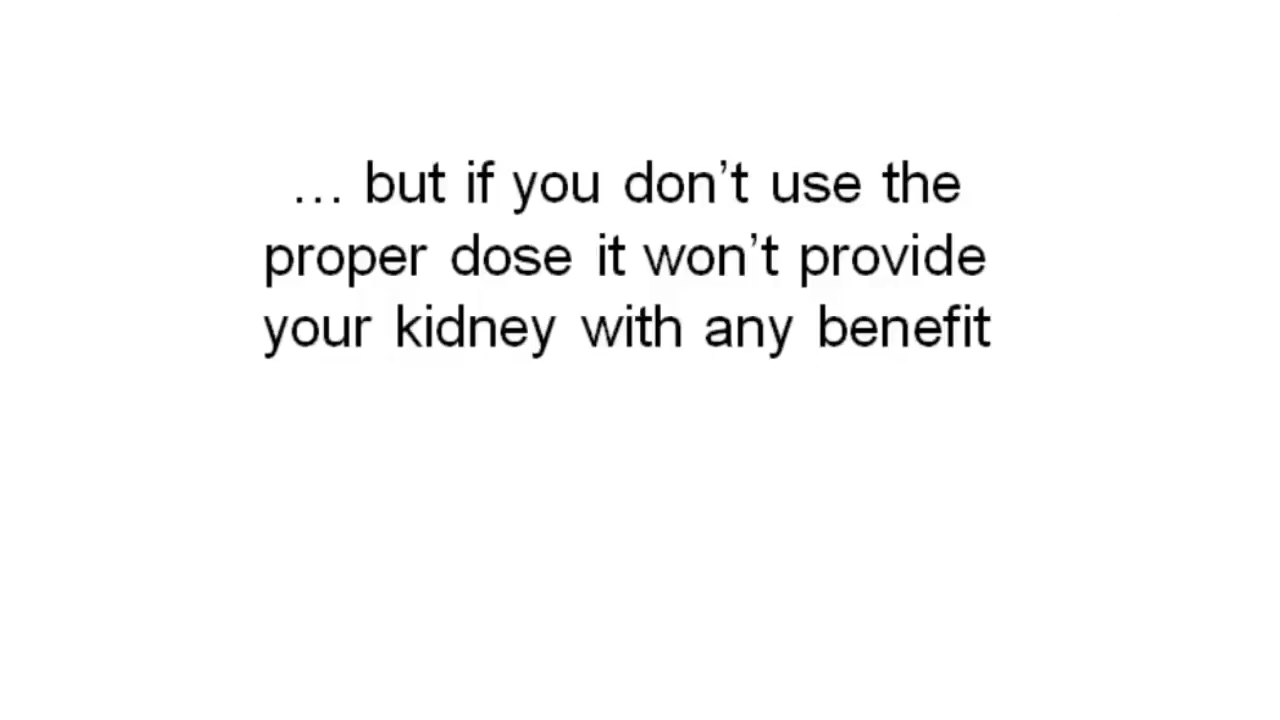 … but if you don’t use the
proper dose it won’t provide
your kidney with any benefit